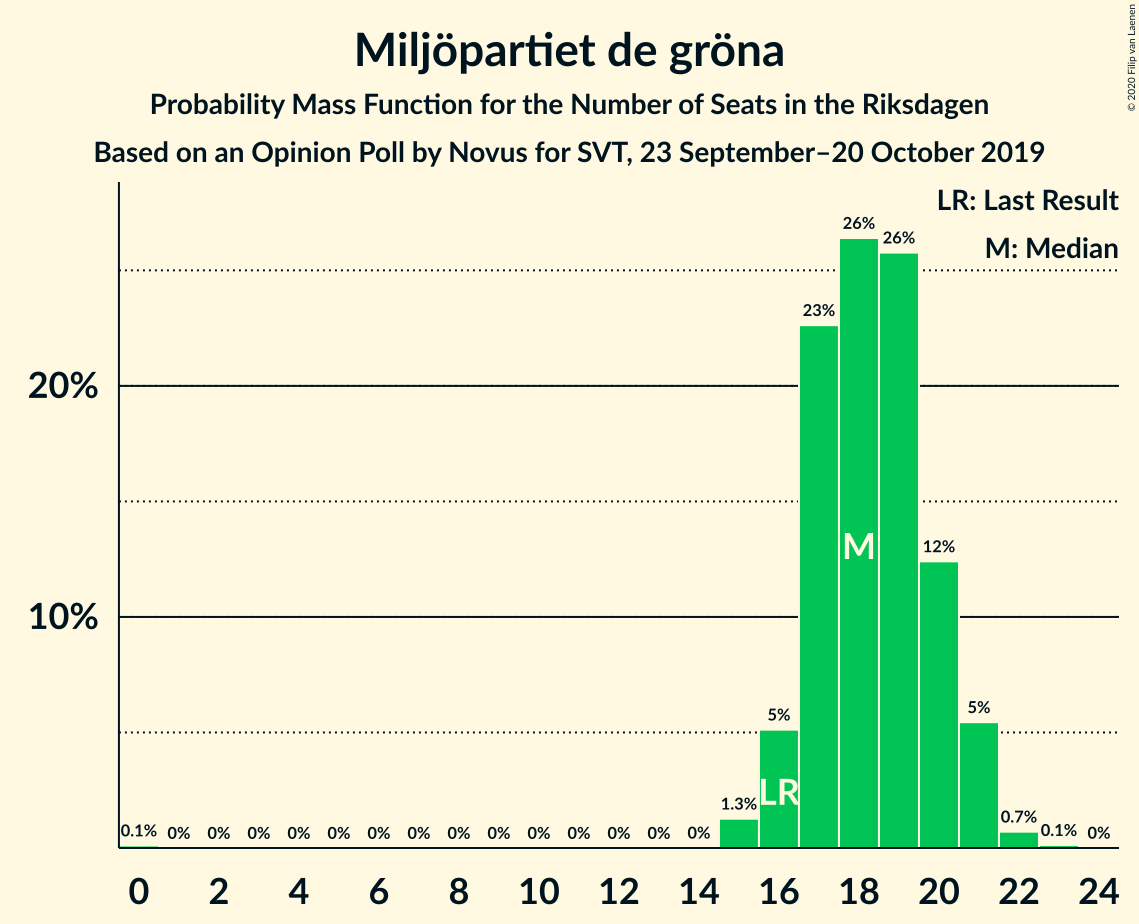 Miljöpartiet de gröna
Probability Mass Function for the Number of Seats in the Riksdagen
Based on an Opinion Poll by Novus for SVT, 23 September–20 October 2019
© 2020 Filip van Laenen
LR: Last Result
M: Median
20%
10%
0.1% 0% 0% 0% 0% 0% 0% 0% 0% 0% 0% 0% 0% 0% 0% 1.3% 5% 23% 26% 26% 12% 5% 0.7% 0.1% 0%
LR M
0 2 4 6 8 10 12 14 16 18 20 22 24